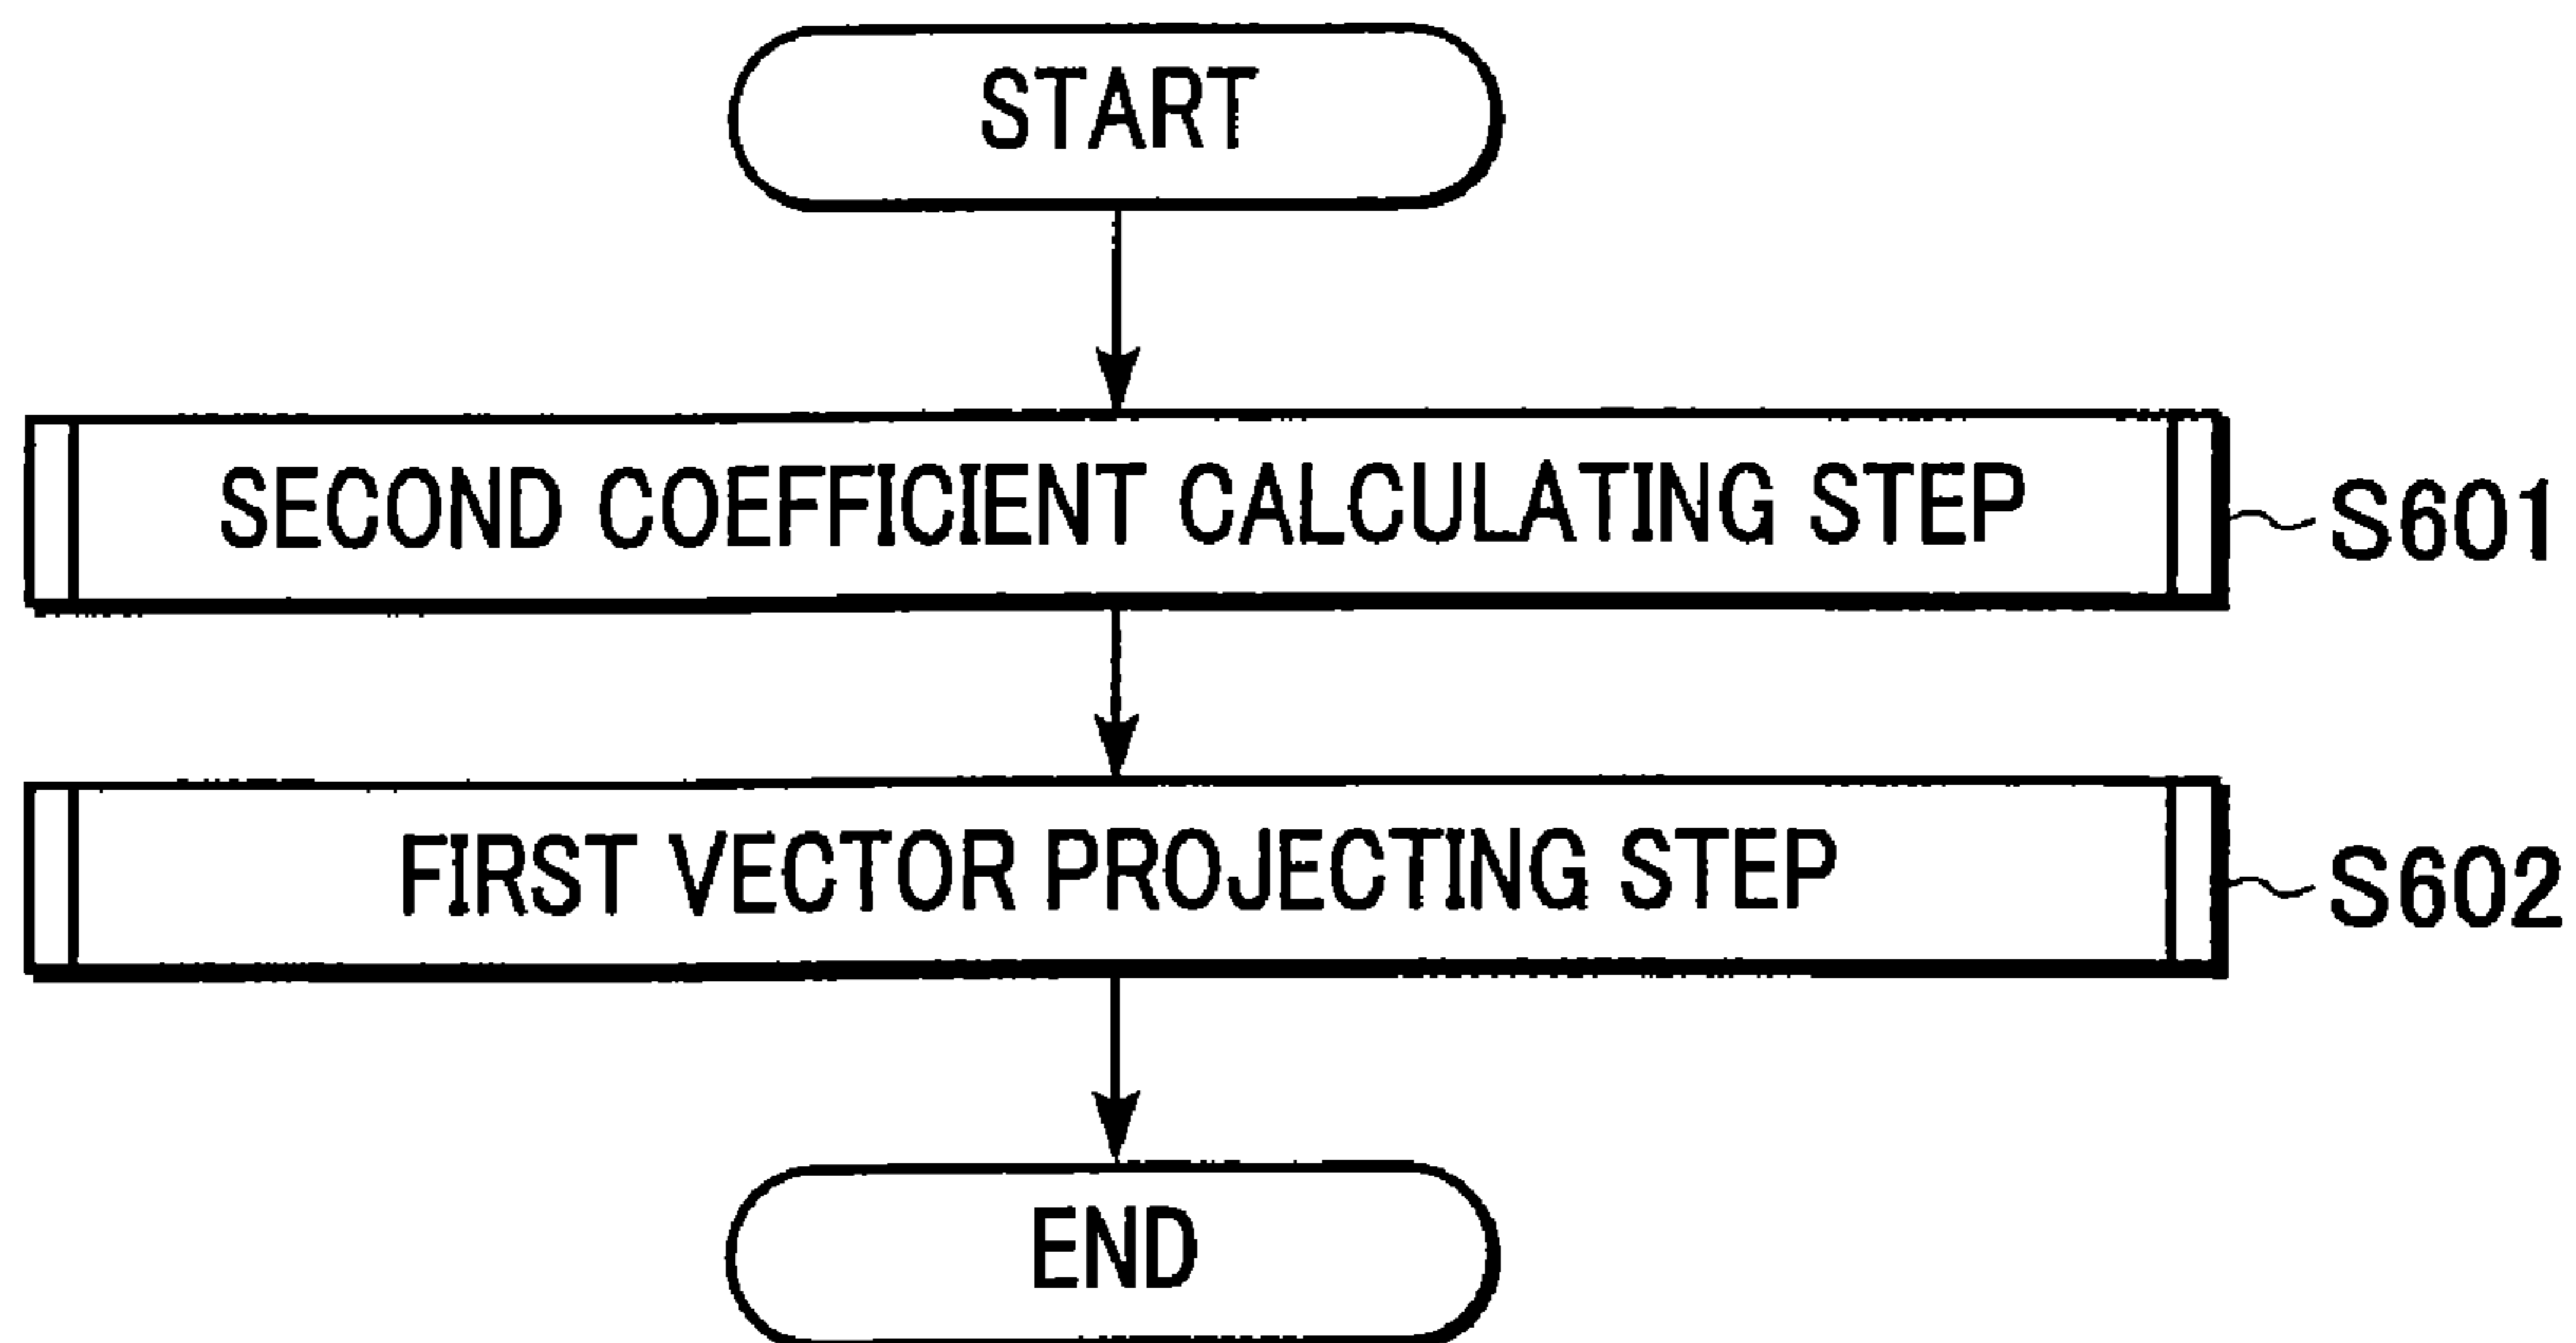 START
SECOND COEFFICIENT CALCULATING STEP
S601
FIRST VECTOR PROJECTING STEP
S602
END